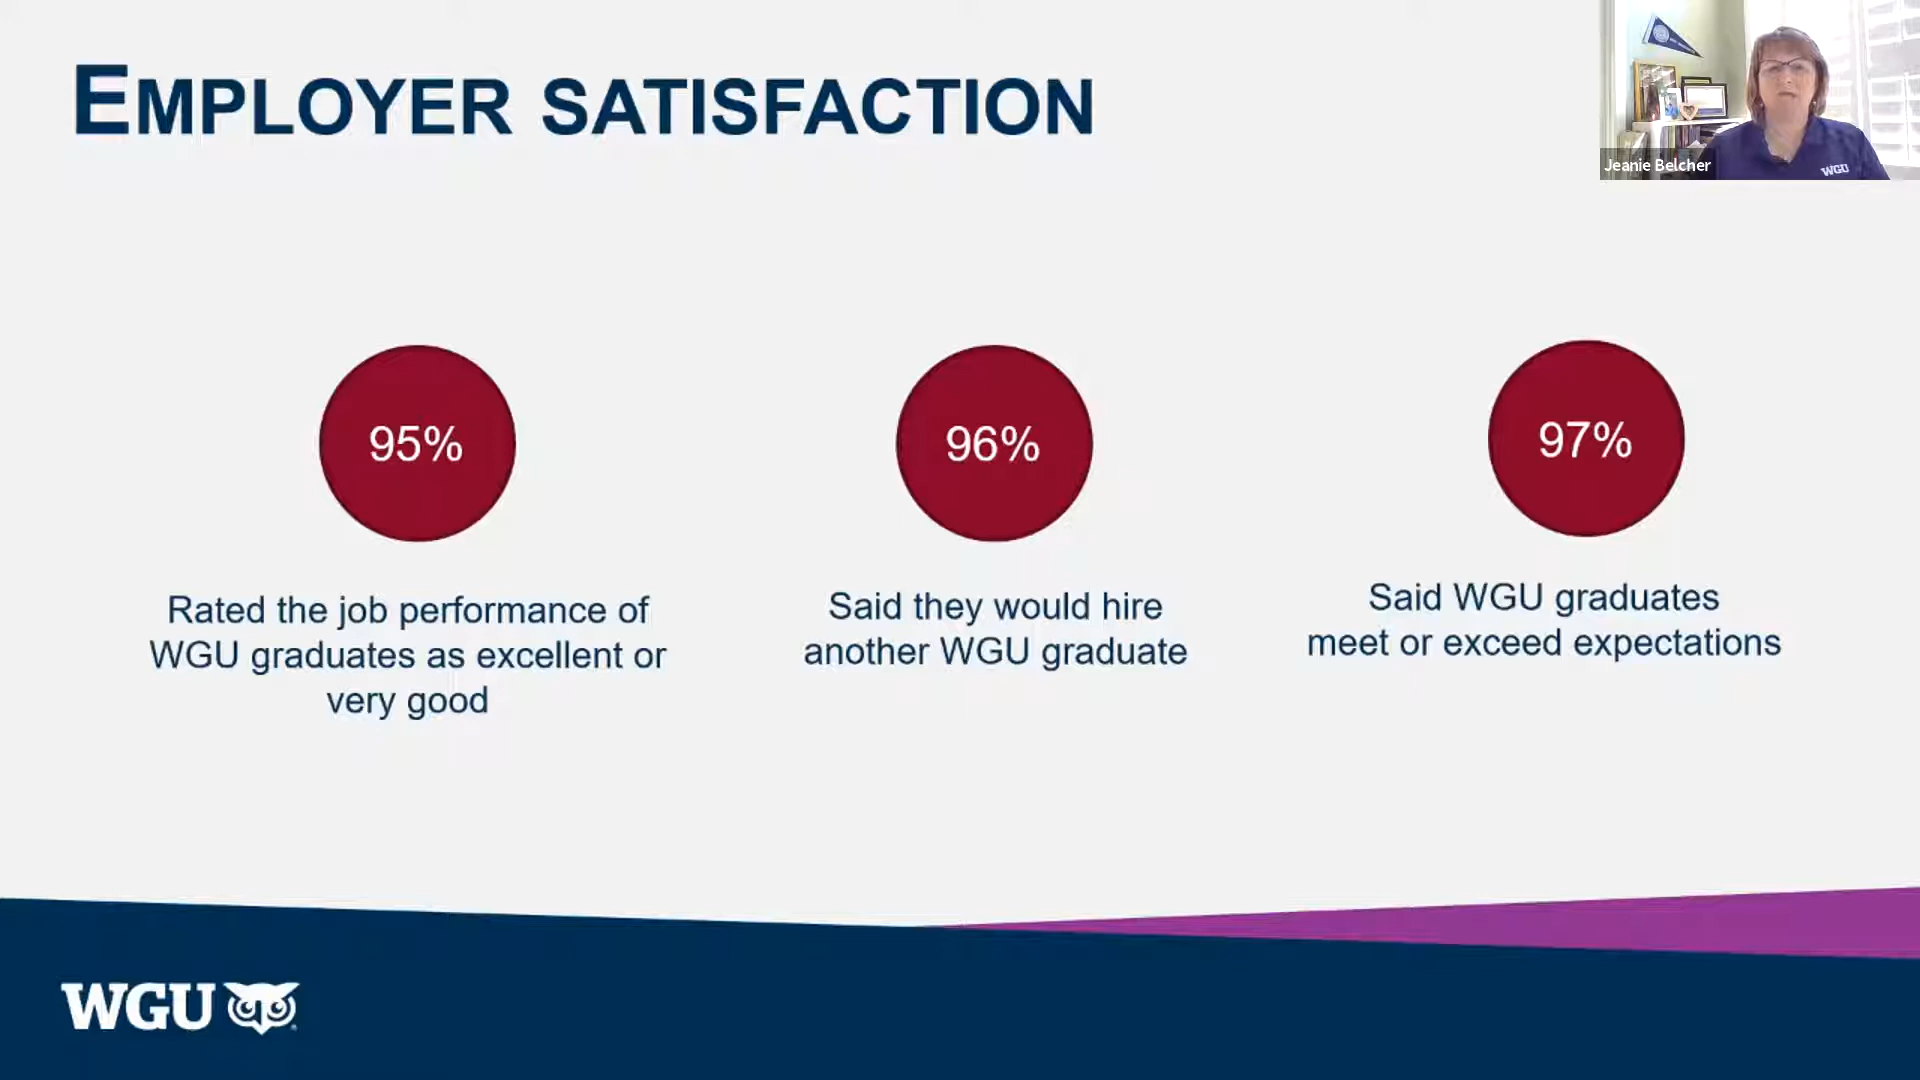 EMPLOYER SATISFACTION
Jeanie Belcher
WGU
95%
96%
97%
Rated the job performance of
WGU graduates as excellent or
very good
Said they would hire
another WGU graduate
Said WGU graduates
meet or exceed expectations
WGU